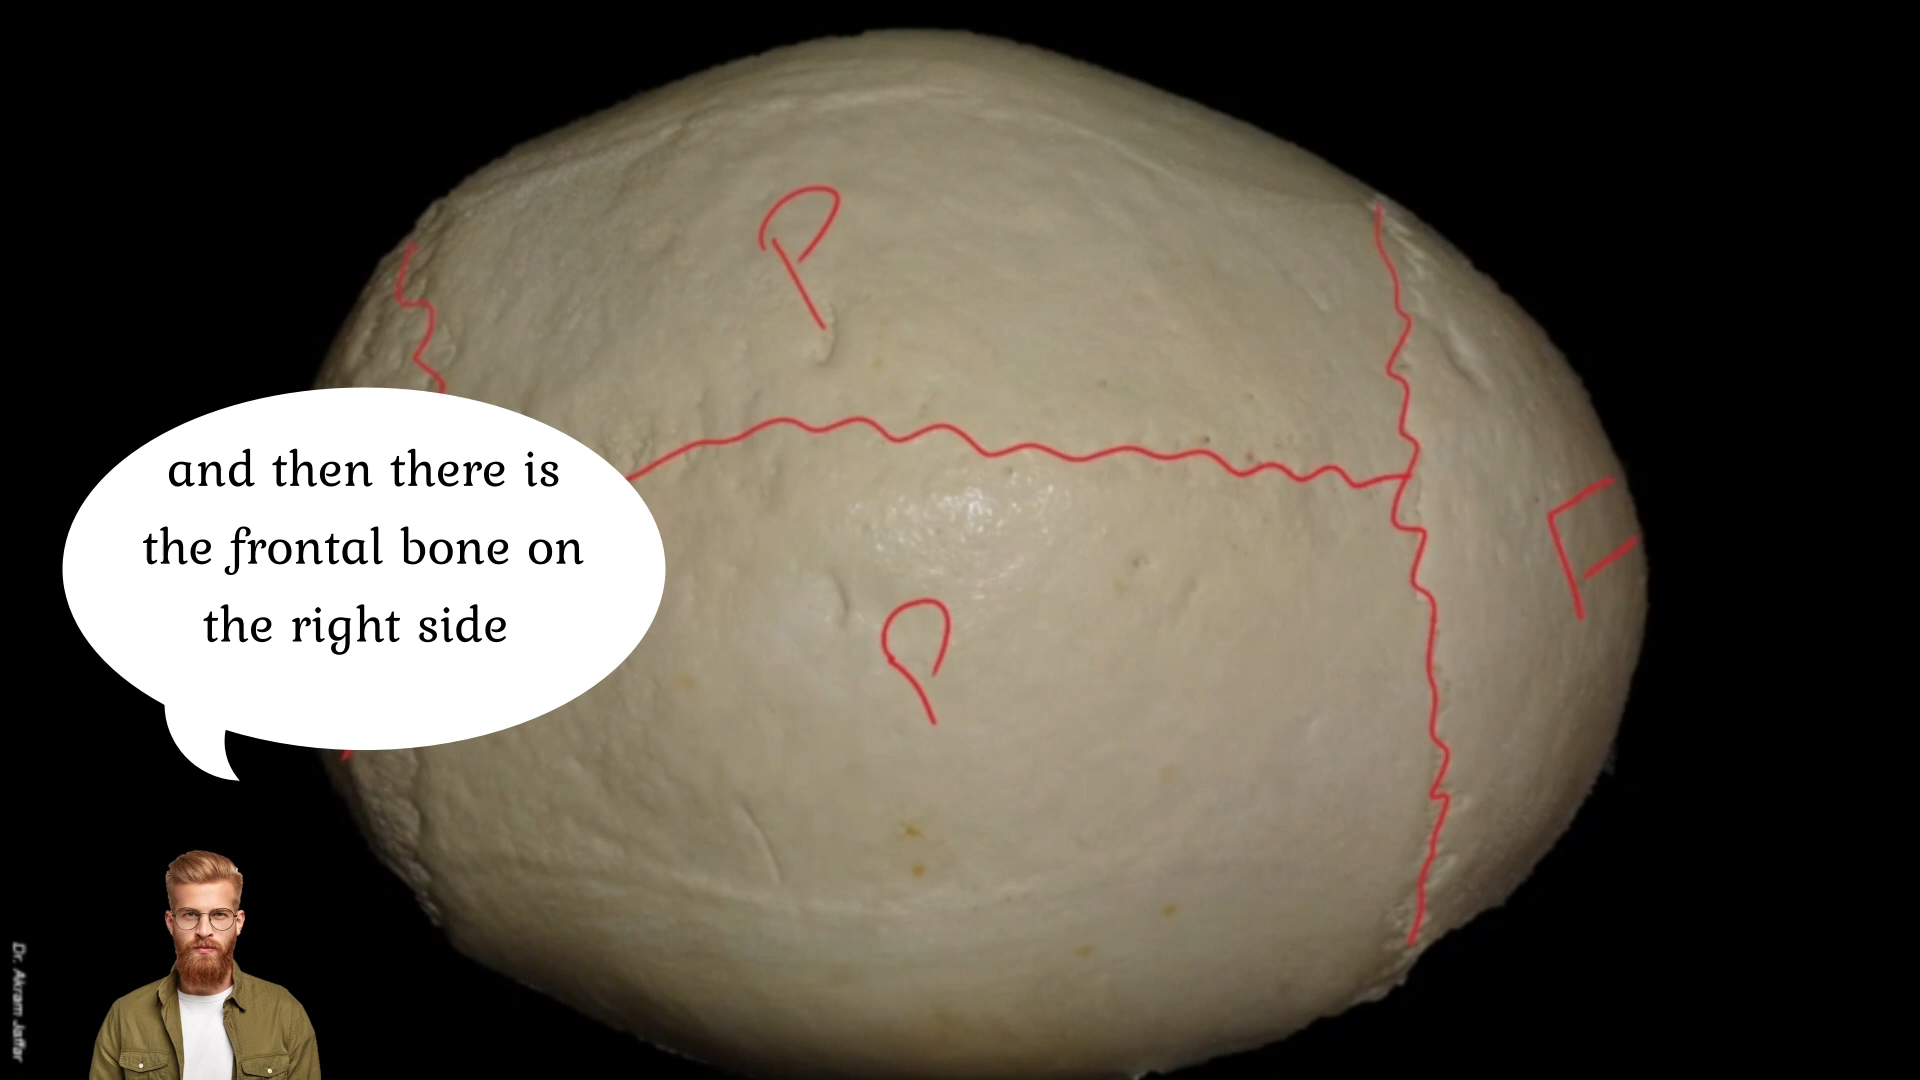 P
and then there is
the frontal bone on
the right side
F
P
Dr. Akram Jaffar